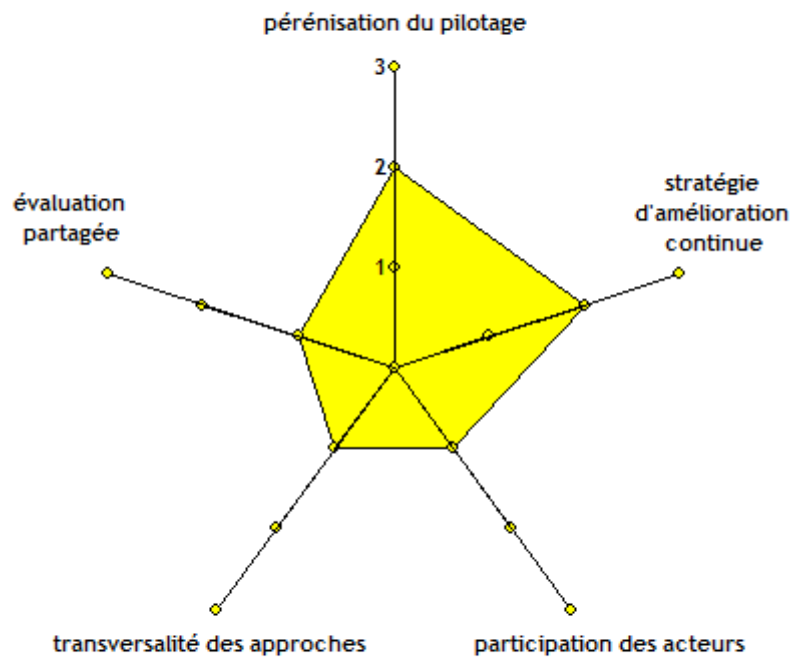 pérénisation du pilotage
3
2
1
stratégie
d'amélioration
continue
évaluation
partagée
transversalité des approches
participation des acteurs